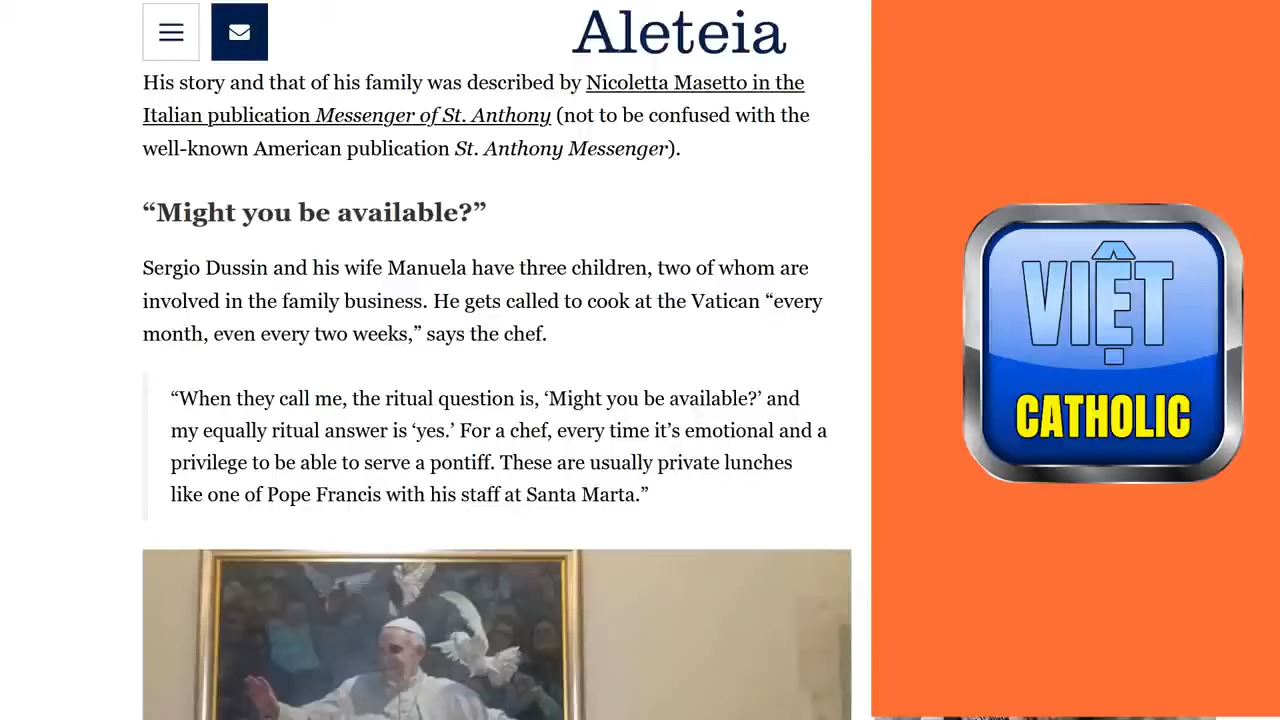 Aleteia
His story and that of his family was described by Nicoletta Masetto in the
Italian publication Messenger of St. Anthony (not to be confused with the
well-known American publication St. Anthony Messenger).
“Might you be available?”
Sergio Dussin and his wife Manuela have three children, two of whom are
involved in the family business. He gets called to cook at the Vatican “every
month, even every two weeks,” says the chef.
“When they call me, the ritual question is, ‘Might you be available?’ and
my equally ritual answer is ‘yes.’ For a chef, every time it’s emotional and a
privilege to be able to serve a pontiff. These are usually private lunches
like one of Pope Francis with his staff at Santa Marta.”
VIỆT
CATHOLIC